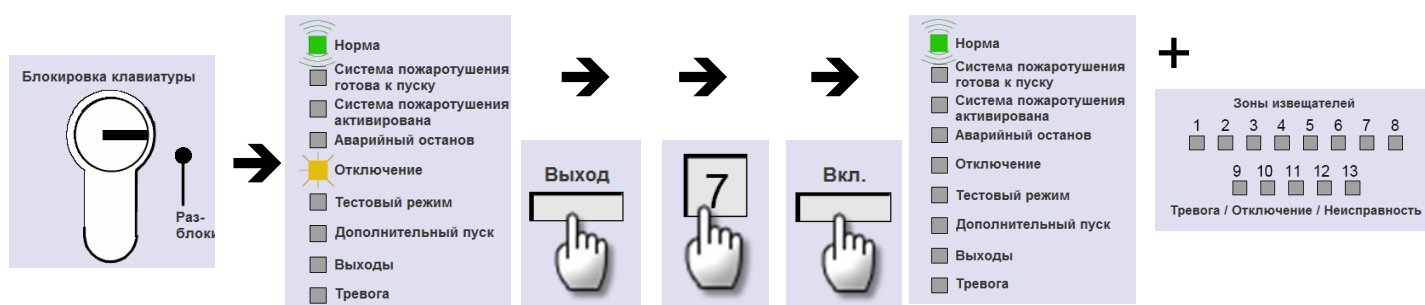 Блокировка клавиатуры
Раз-
блоки
Норма
Система пожаротушения
готова к пуску
Система пожаротушения
активирована
Аварийный останов
Отключение
Тестовый режим
Дополнительный пуск
Выходы
Тревога
Выход
7
Вкл.
Норма
Система пожаротушения
готова к пуску
Система пожаротушения
активирована
Аварийный останов
Отключение
Тестовый режим
Дополнительный пуск
Выходы
Тревога
+
Зоны извещателей
1 2 3 4 5 6 7 8
9 10 11 12 13
Тревога / Отключение / Неисправность